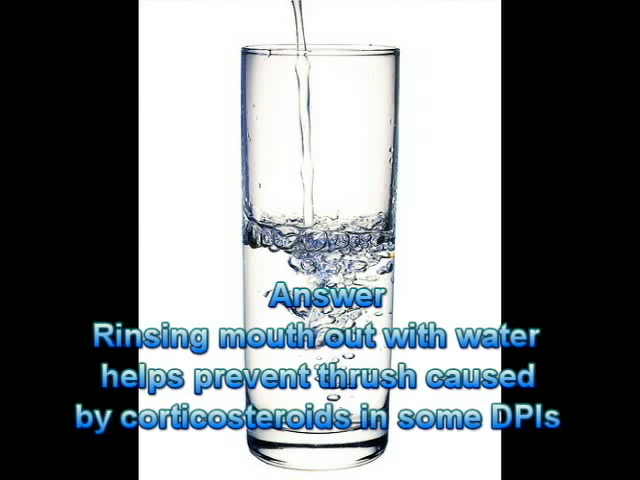 Answer
Rinsing mouth out with water
helps prevent thrush caused
by corticosteroids in some DPIs